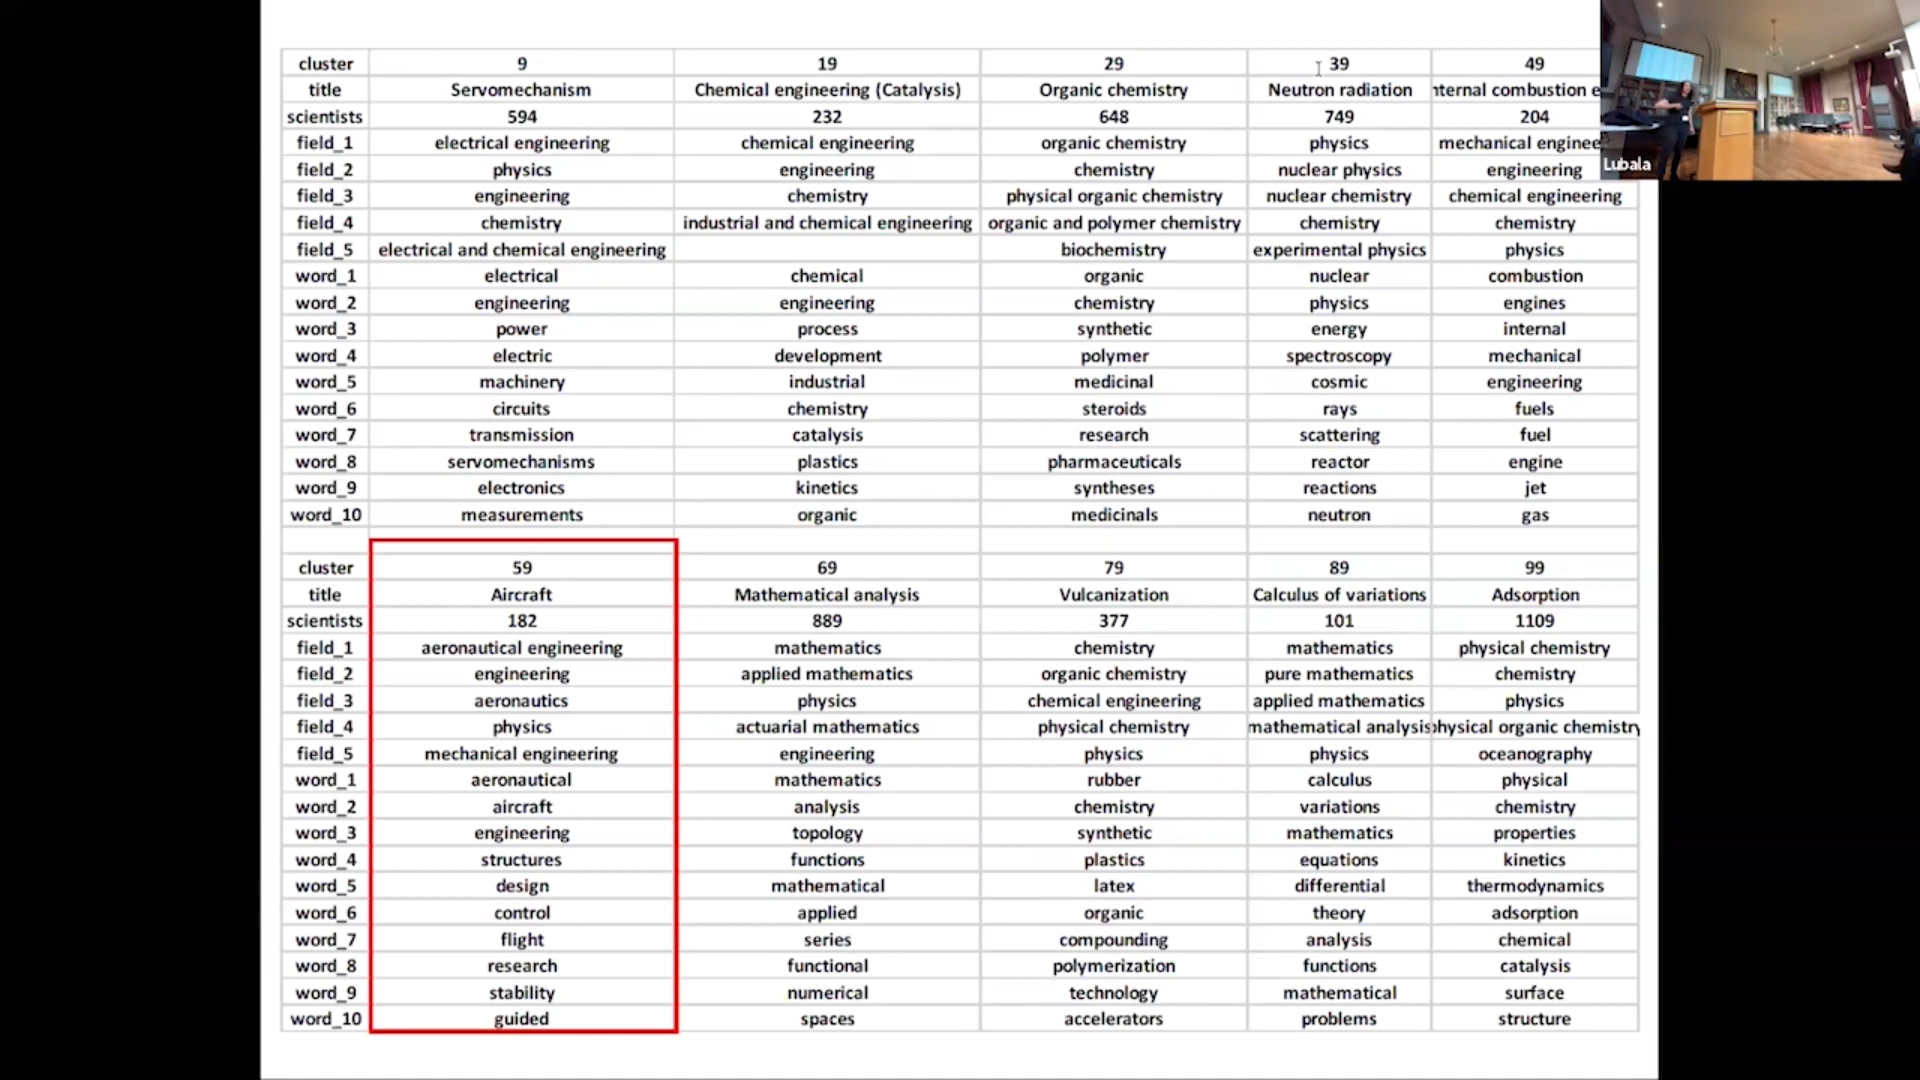 cluster 9 19 29 39 49
title Servomechanism Chemical engineering (Catalysis) Organic chemistry Neutron radiation nternal combustion e
scientists 594 232 648 749 204
field_1 electrical engineering chemical engineering organic chemistry physics mechanical enginee
field_2 physics engineering chemistry nuclear physics engineering
field_3 engineering chemistry physical organic chemistry nuclear chemistry chemical engineering
field_4 chemistry industrial and chemical engineering organic and polymer chemistry chemistry chemistry
field_5 electrical and chemical engineering biochemistry experimental physics physics
word_1 electrical chemical organic nuclear combustion
word_2 engineering engineering chemistry physics engines
word_3 power process synthetic energy internal
word_4 electric development polymer spectroscopy mechanical
word_5 machinery industrial medicinal cosmic engineering
word_6 circuits chemistry steroids rays fuels
word_7 transmission catalysis research scattering fuel
word_8 servomechanisms plastics pharmaceuticals reactor engine
word_9 electronics kinetics syntheses reactions jet
word_10 measurements organic medicinals neutron gas
cluster 59 69 79 89 99
title Aircraft Mathematical analysis Vulcanization Calculus of variations Adsorption
scientists 182 889 377 101 1109
field_1 aeronautical engineering mathematics chemistry mathematics physical chemistry
field_2 engineering applied mathematics organic chemistry pure mathematics chemistry
field_3 aeronautics physics chemical engineering applied mathematics physics
field_4 physics actuarial mathematics physical chemistry mathematical analysis physical organic chemistry
field_5 mechanical engineering engineering physics physics oceanography
word_1 aeronautical mathematics rubber calculus physical
word_2 aircraft analysis chemistry variations chemistry
word_3 engineering topology synthetic mathematics properties
word_4 structures functions plastics equations kinetics
word_5 design mathematical latex differential thermodynamics
word_6 control applied organic theory adsorption
word_7 flight series compounding analysis chemical
word_8 research functional polymerization functions catalysis
word_9 stability numerical technology mathematical surface
word_10 guided spaces accelerators problems structure
Lubala